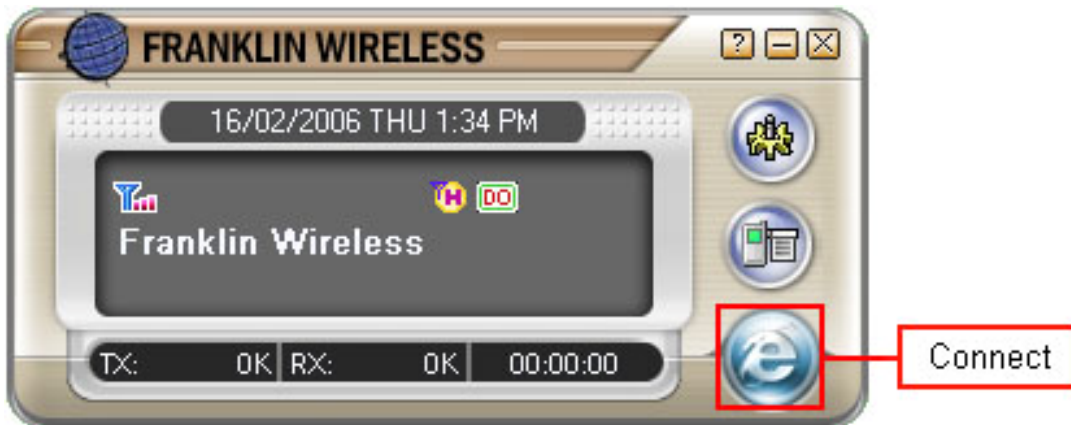 FRANKLIN WIRELESS
?
16/02/2006 THU 1:34 PM
H DO
Franklin Wireless
TX: 0K RX: 0K 00:00:00
e
Connect